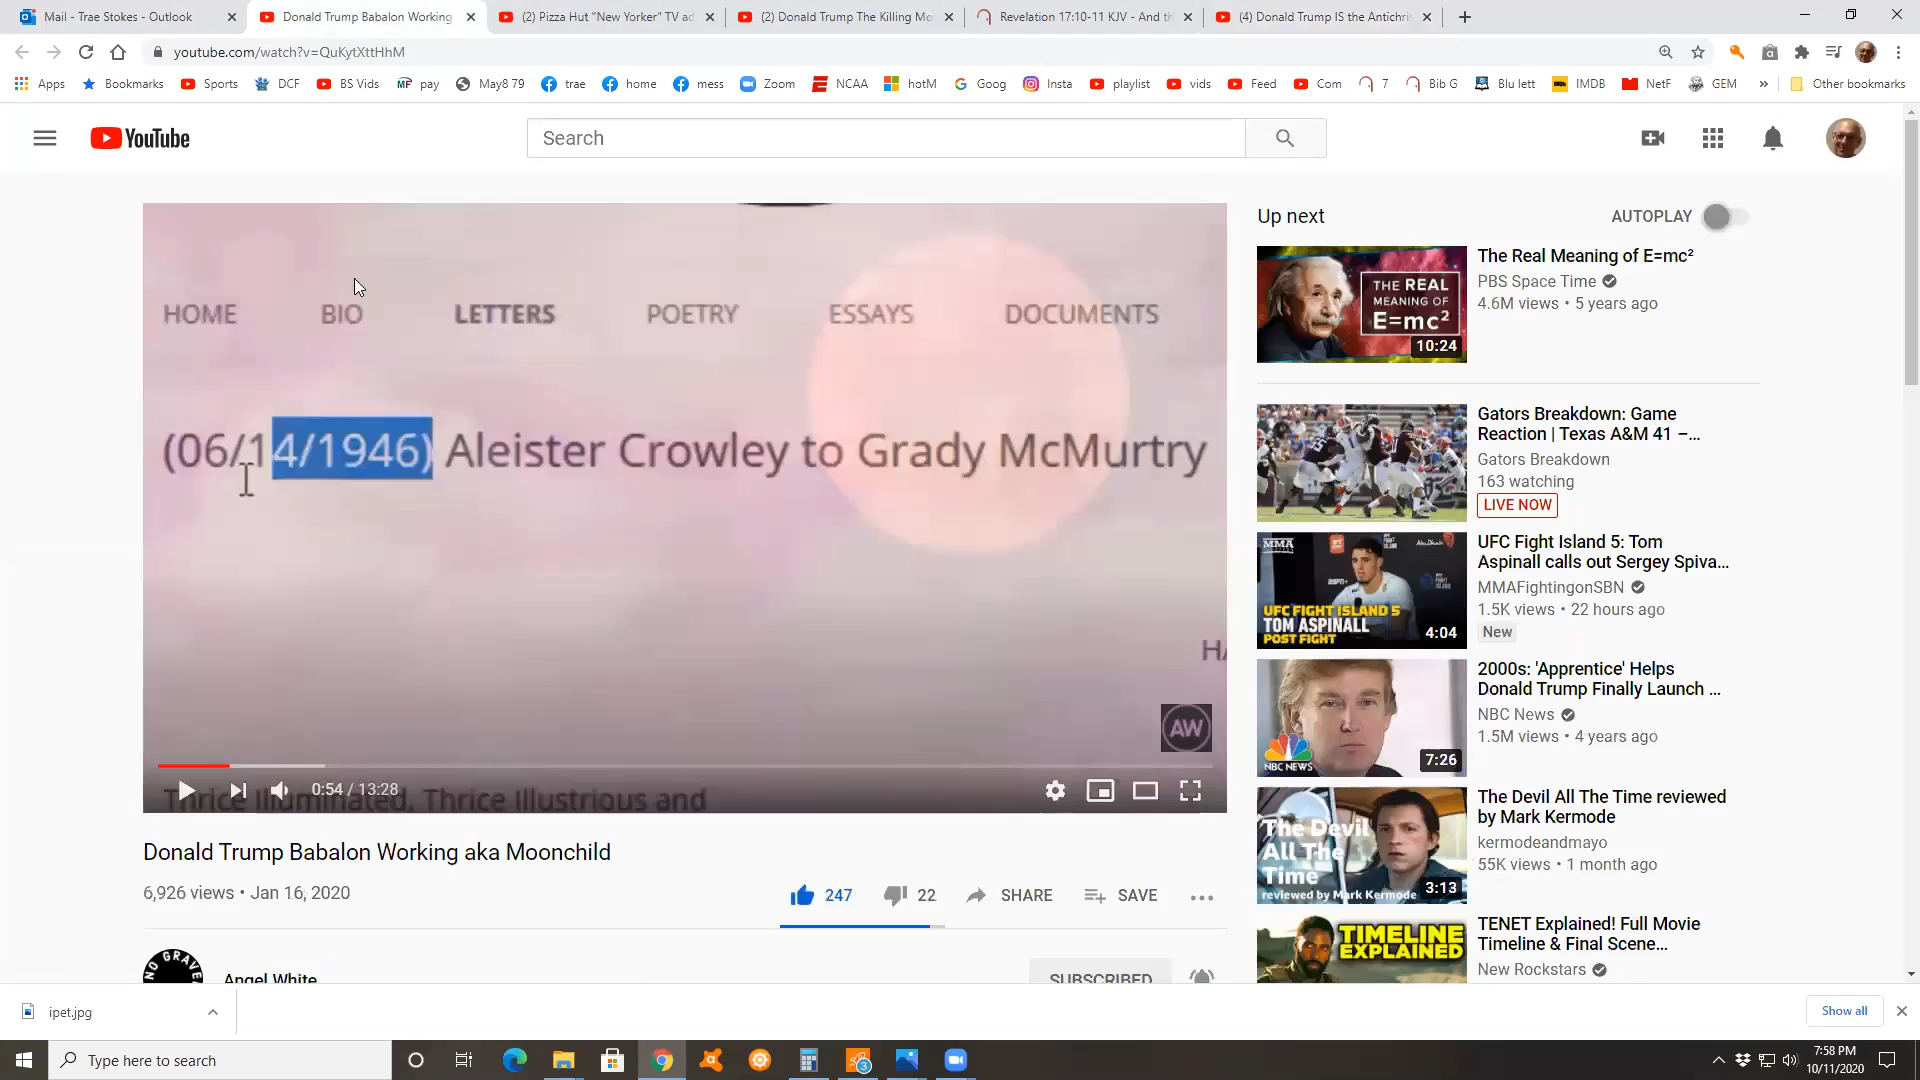 Mail - Trae Stokes - Outlook
Donald Trump Babalon Working
(2) Pizza Hut "New Yorker" TV ad
(2) Donald Trump The Killing Mo
Revelation 17:10-11 KJV - And th
(4) Donald Trump IS the Antichris
youtube.com/watch?v=QuKytXttHhM
Apps Bookmarks Sports DCF BS Vids MF pay May8 79 trae home mess Zoom NCAA hotM Goog Insta playlist vids Feed Com 7 Bib G Blu lett IMDB NetF GEM » Other bookmarks
YouTube
Search
HOME BIO LETTERS POETRY ESSAYS DOCUMENTS
(06/14/1946) Aleister Crowley to Grady McMurtry
HA
AW
0:54 / 13:28
Thrice Illuminated, Thrice Illustrious and
Donald Trump Babalon Working aka Moonchild
6,926 views • Jan 16, 2020
247 22 SHARE SAVE
NO GRAVE
Angel White
SUBSCRIBED
Up next
AUTOPLAY
THE REAL
MEANING OF
E=mc²
10:24
The Real Meaning of E=mc²
PBS Space Time
4.6M views • 5 years ago
Gators Breakdown: Game
Reaction | Texas A&M 41 –...
Gators Breakdown
163 watching
LIVE NOW
MMA
UFC FIGHT ISLAND 5
TOM ASPINALL
POST FIGHT
4:04
UFC Fight Island 5: Tom
Aspinall calls out Sergey Spiva...
MMAFightingonSBN
1.5K views • 22 hours ago
New
NBC NEWS
7:26
2000s: 'Apprentice' Helps
Donald Trump Finally Launch ...
NBC News
1.5M views • 4 years ago
The Devil
All The
Time
reviewed by Mark Kermode
3:13
The Devil All The Time reviewed
by Mark Kermode
kermodeandmayo
55K views • 1 month ago
TIMELINE
EXPLAINED
TENET Explained! Full Movie
Timeline & Final Scene...
New Rockstars
ipet.jpg
Show all
Type here to search
3
7:58 PM
10/11/2020